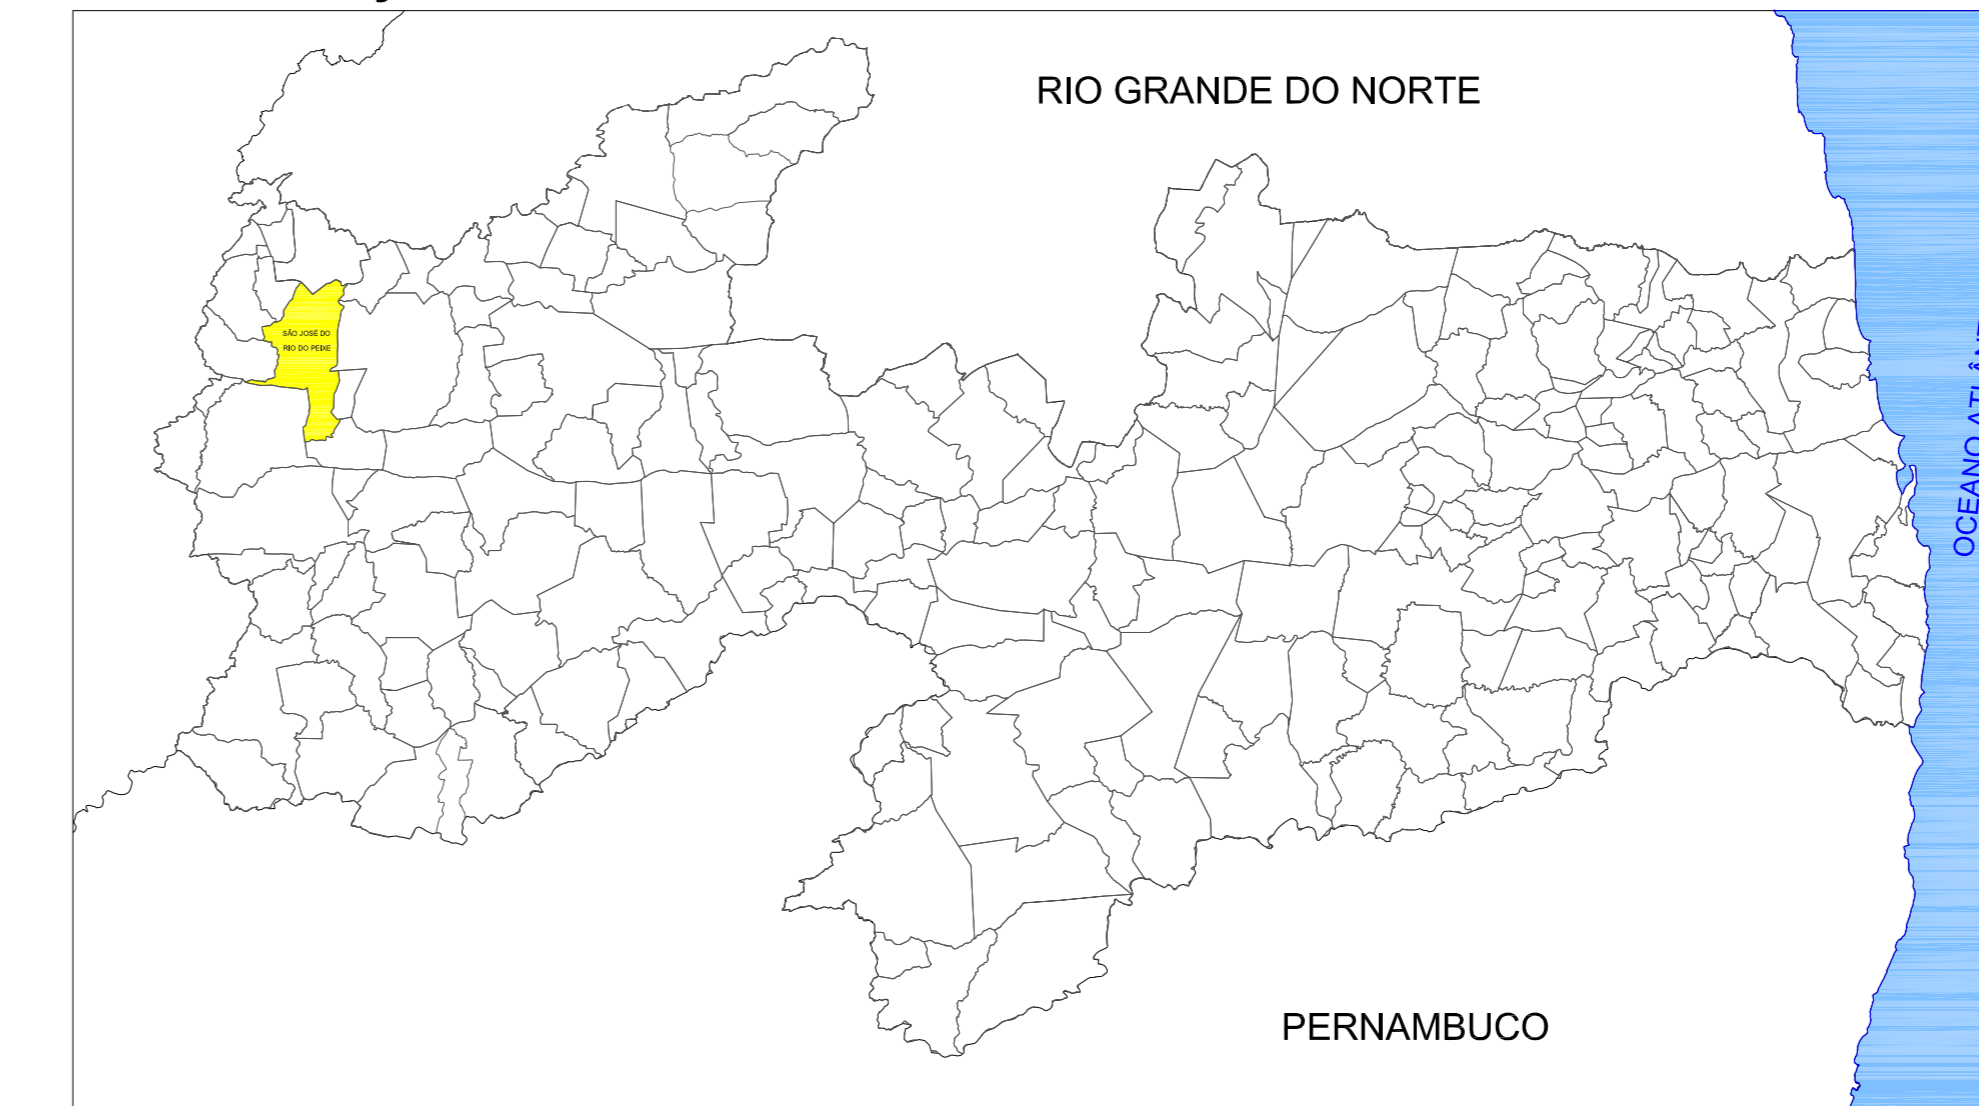 RIO GRANDE DO NORTE
SÃO JOSÉ DO
RIO DO PEIXE
OCEANO
PERNAMBUCO